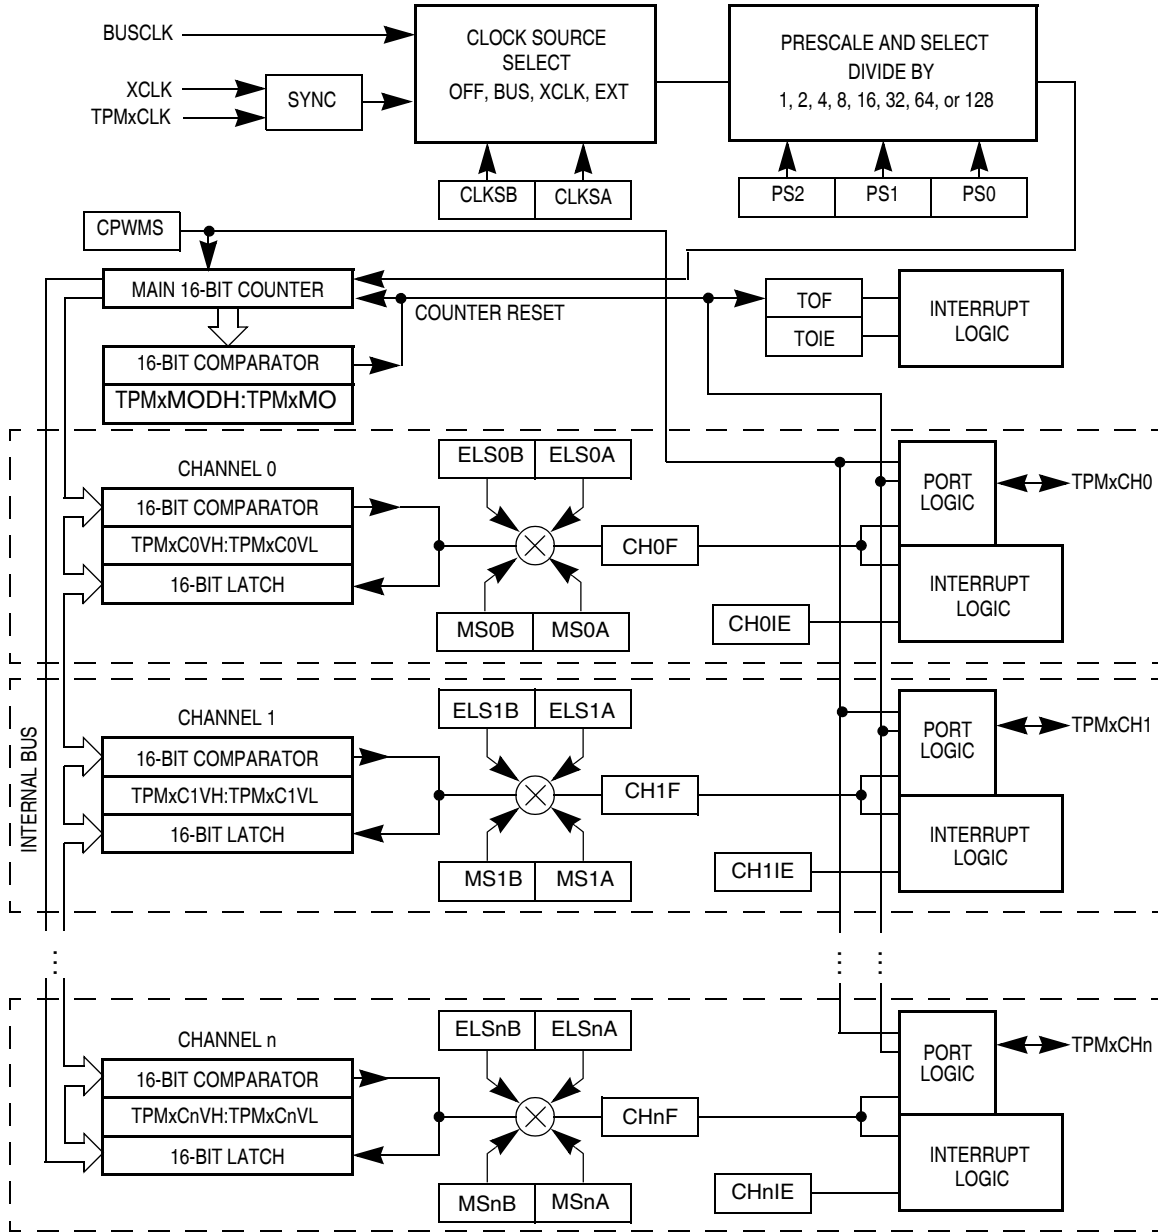 BUSCLK
XCLK
TPMxCLK
SYNC
CLOCK SOURCE
SELECT
OFF, BUS, XCLK, EXT
PRESCALE AND SELECT
DIVIDE BY
1, 2, 4, 8, 16, 32, 64, or 128
CLKSB
CLKSA
PS2
PS1
PS0
CPWMS
MAIN 16-BIT COUNTER
COUNTER RESET
TOF
TOIE
INTERRUPT
LOGIC
16-BIT COMPARATOR
TPMxMODH:TPMxMO
CHANNEL 0
ELS0B
ELS0A
PORT
LOGIC
TPMxCH0
16-BIT COMPARATOR
TPMxC0VH:TPMxC0VL
16-BIT LATCH
CH0F
INTERRUPT
LOGIC
MS0B
MS0A
CH0IE
INTERNAL BUS
CHANNEL 1
ELS1B
ELS1A
PORT
LOGIC
TPMxCH1
16-BIT COMPARATOR
TPMxC1VH:TPMxC1VL
16-BIT LATCH
CH1F
INTERRUPT
LOGIC
MS1B
MS1A
CH1IE
...
...
...
CHANNEL n
ELSnB
ELSnA
PORT
LOGIC
TPMxCHn
16-BIT COMPARATOR
TPMxCnVH:TPMxCnVL
16-BIT LATCH
CHnF
INTERRUPT
LOGIC
MSnB
MSnA
CHnIE